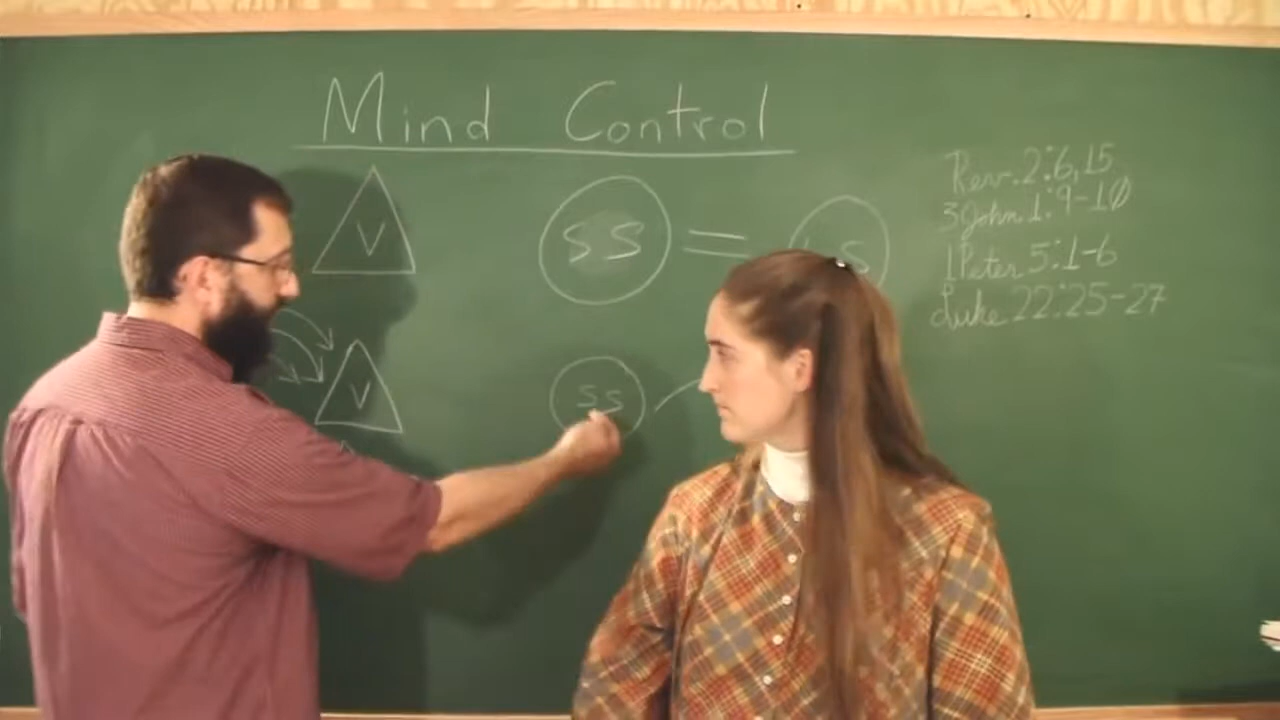 Mind Control
V SS = S
Rev. 2:6,15
3John. 1:9-10
1Peter 5:1-6
Luke 22:25-27
V SS